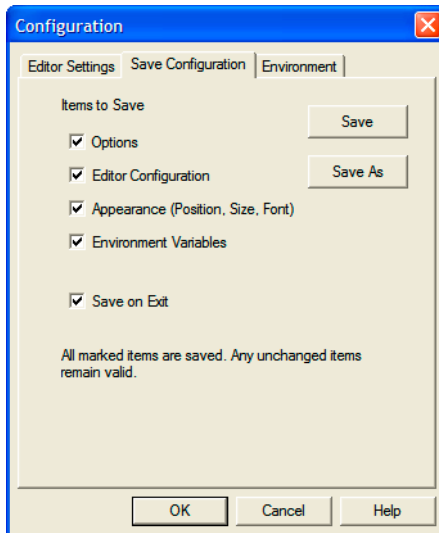 Configuration
Editor Settings
Save Configuration
Environment
Items to Save
Save
Options
Editor Configuration
Save As
Appearance (Position, Size, Font)
Environment Variables
Save on Exit
All marked items are saved. Any unchanged items
remain valid.
OK
Cancel
Help